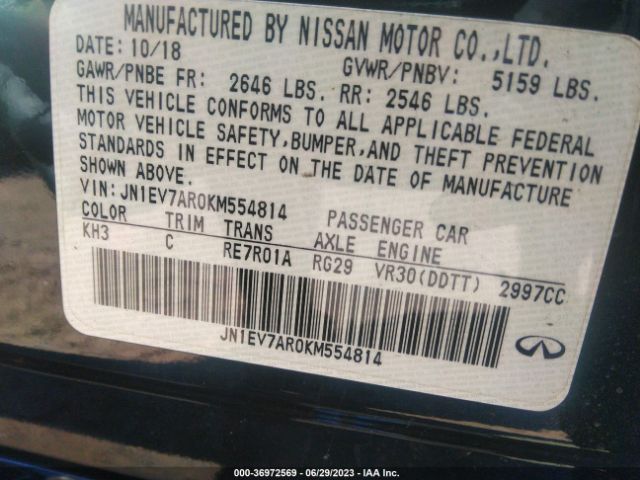 MANUFACTURED BY NISSAN MOTOR CO.,LTD.
DATE: 10/18 GVWR/PNBV: 5159 LBS.
GAWR/PNBE FR: 2646 LBS. RR: 2546 LBS.
THIS VEHICLE CONFORMS TO ALL APPLICABLE FEDERAL
MOTOR VEHICLE SAFETY,BUMPER,AND THEFT PREVENTION
STANDARDS IN EFFECT ON THE DATE OF MANUFACTURE
SHOWN ABOVE.
VIN: JN1EV7AR0KM554814 PASSENGER CAR
COLOR TRIM TRANS AXLE ENGINE
KH3 C RE7R01A RG29 VR30(DDTT) 2997CC
JN1EV7AR0KM554814
000-36972569 - 06/29/2023 - IAA Inc.